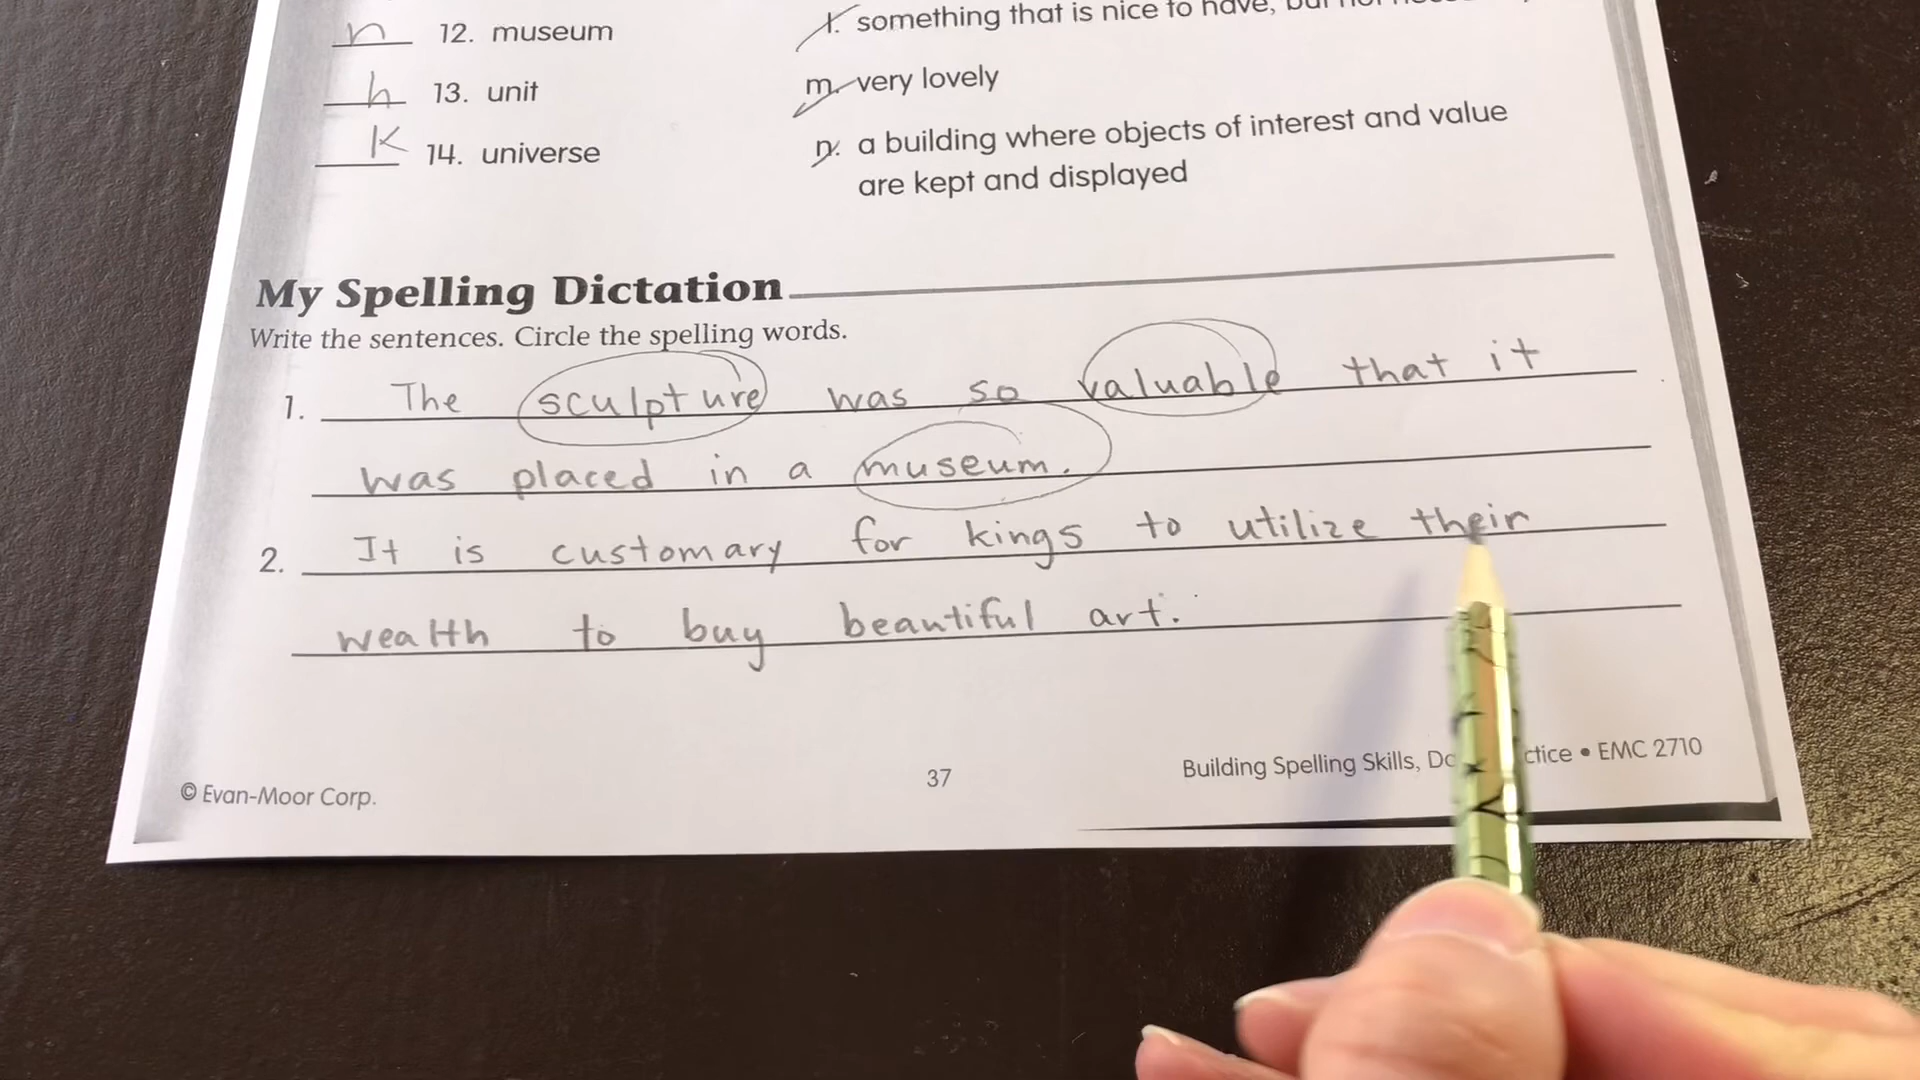 n 12. museum
l. something that is nice to have, but not
h 13. unit
m. very lovely
K 14. universe
n. a building where objects of interest and value
are kept and displayed
My Spelling Dictation
Write the sentences. Circle the spelling words.
1. The sculpture was so valuable that it
was placed in a museum.
2. It is customary for kings to utilize their
wealth to buy beautiful art.
© Evan-Moor Corp.
37
Building Spelling Skills, • EMC 2710